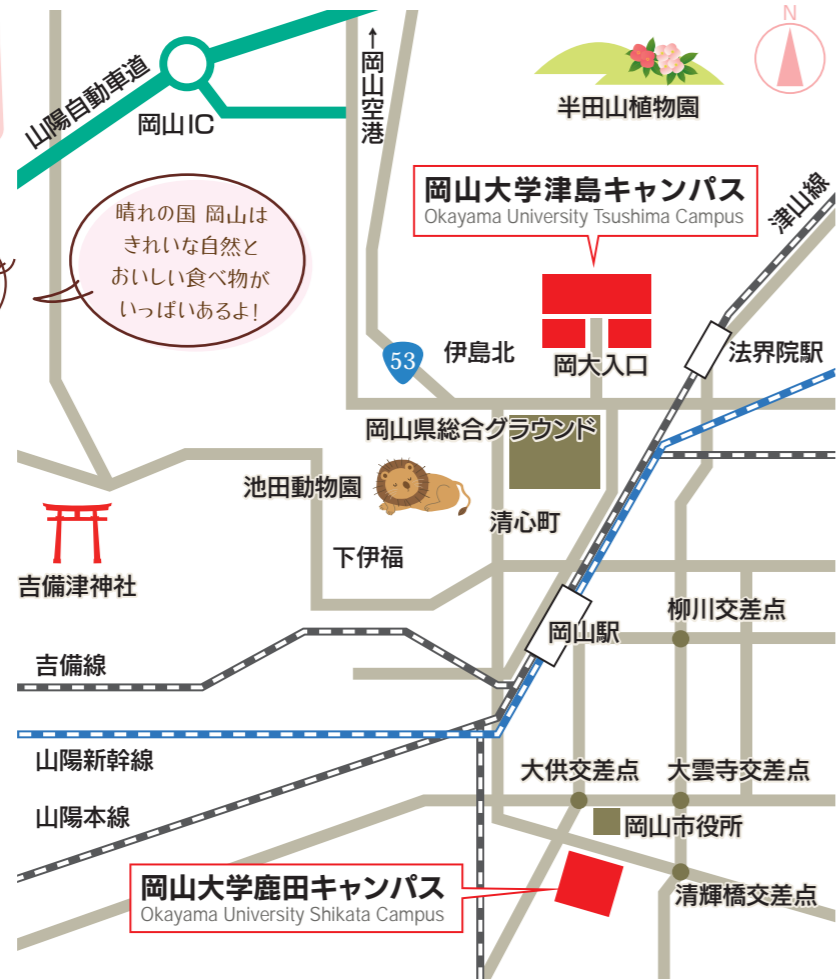 N
山陽自動車道
岡山IC
↑岡山空港
半田山植物園
岡山大学津島キャンパス
Okayama University Tsushima Campus
津山線
晴れの国 岡山は
きれいな自然と
おいしい食べ物が
いっぱいあるよ!
53
伊島北
岡大入口
法界院駅
岡山県総合グラウンド
池田動物園
清心町
吉備津神社
下伊福
岡山駅
柳川交差点
吉備線
山陽新幹線
山陽本線
大供交差点
大雲寺交差点
岡山市役所
岡山大学鹿田キャンパス
Okayama University Shikata Campus
清輝橋交差点